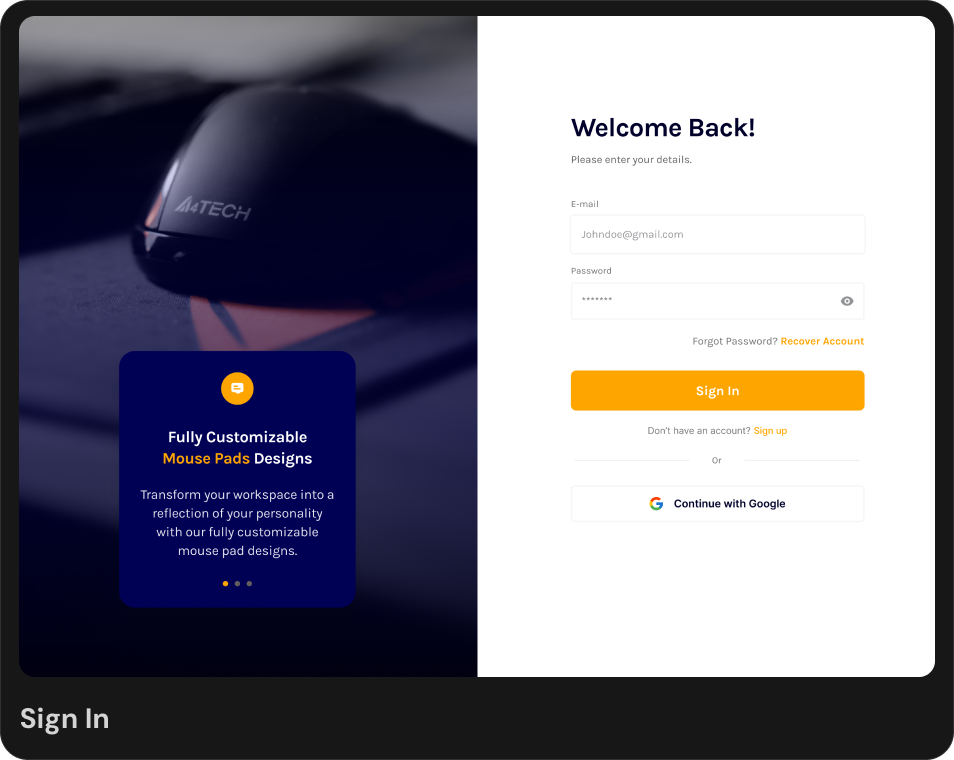 A4TECH
Fully Customizable
Mouse Pads Designs
Transform your workspace into a
reflection of your personality
with our fully customizable
mouse pad designs.
Welcome Back!
Please enter your details.
E-mail
Johndoe@gmail.com
Password
*******
Forgot Password? Recover Account
Sign In
Don't have an account? Sign up
Or
Continue with Google
Sign In